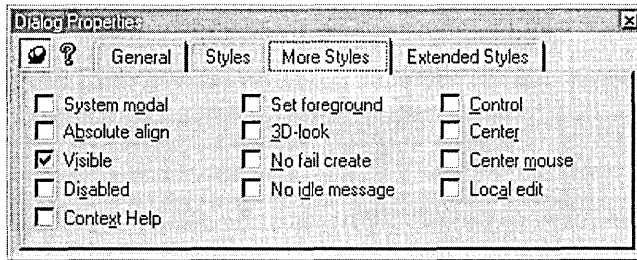 Dialog Properties
? General Styles More Styles Extended Styles
System modal Set foreground Control
Absolute align 3D-look Center
Visible No fail create Center mouse
Disabled No idle message Local edit
Context Help